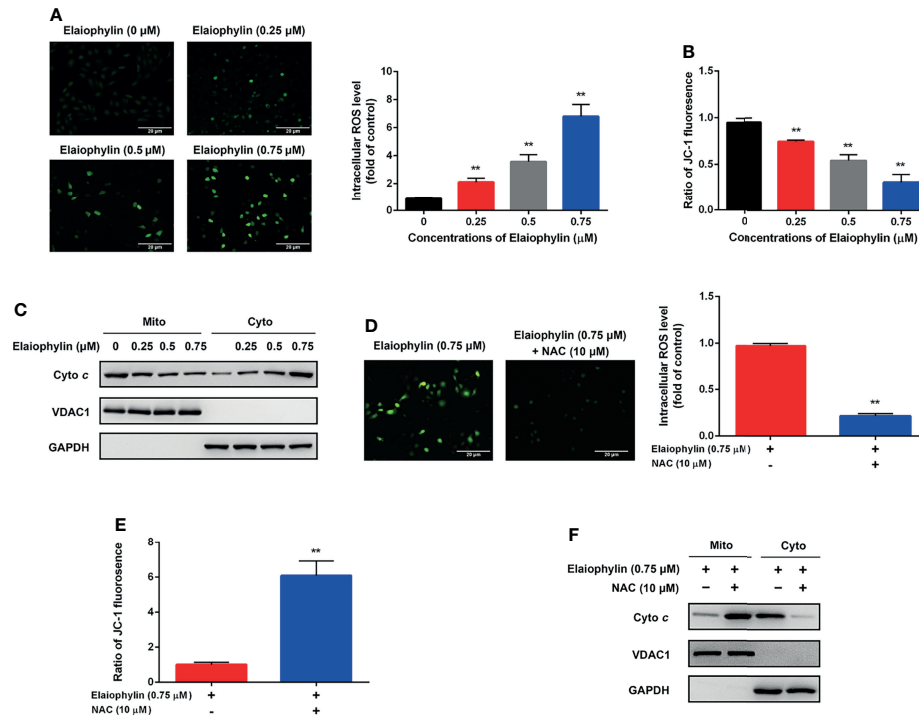 A
Elaiophylin (0 μM)
Elaiophylin (0.25 μM)
20 μm
20 μm
Elaiophylin (0.5 μM)
Elaiophylin (0.75 μM)
20 μm
20 μm
Intracellular ROS level
(fold of control)
10
8
6
4
2
0
**
**
**
0
0.25
0.5
0.75
Concentrations of Elaiophylin (μM)
B
Ratio of JC-1 fluoresence
1.5
1.0
0.5
0.0
**
**
**
0
0.25
0.5
0.75
Concentrations of Elaiophylin (μM)
C
Mito
Cyto
Elaiophylin (μM) 0 0.25 0.5 0.75 0 0.25 0.5 0.75
Cyto c
VDAC1
GAPDH
D
Elaiophylin (0.75 μM)
Elaiophylin (0.75 μM)
+ NAC (10 μM)
20 μm
20 μm
Intracellular ROS level
(fold of control)
1.5
1.0
0.5
0.0
**
Elaiophylin (0.75 μM) + +
NAC (10 μM) - +
E
Ratio of JC-1 fluorosence
8
6
4
2
0
**
Elaiophylin (0.75 μM) + +
NAC (10 μM) - +
F
Mito
Cyto
Elaiophylin (0.75 μM) + + + +
NAC (10 μM) − + − +
Cyto c
VDAC1
GAPDH